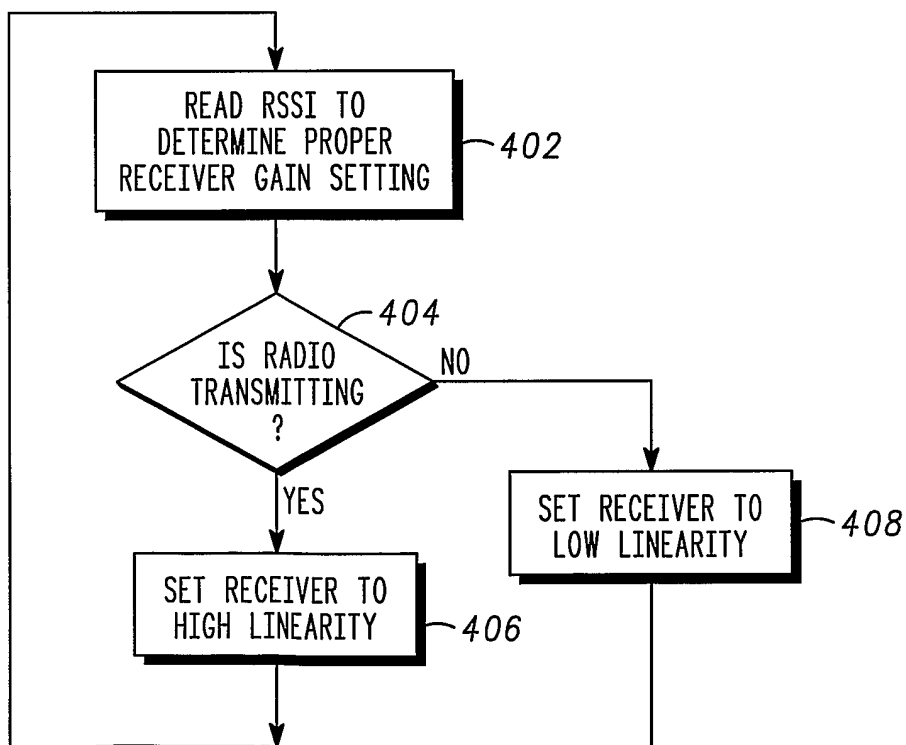 READ RSSI TO
DETERMINE PROPER
RECEIVER GAIN SETTING
402
404
IS RADIO
TRANSMITTING
?
NO
YES
SET RECEIVER TO
LOW LINEARITY
408
SET RECEIVER TO
HIGH LINEARITY
406